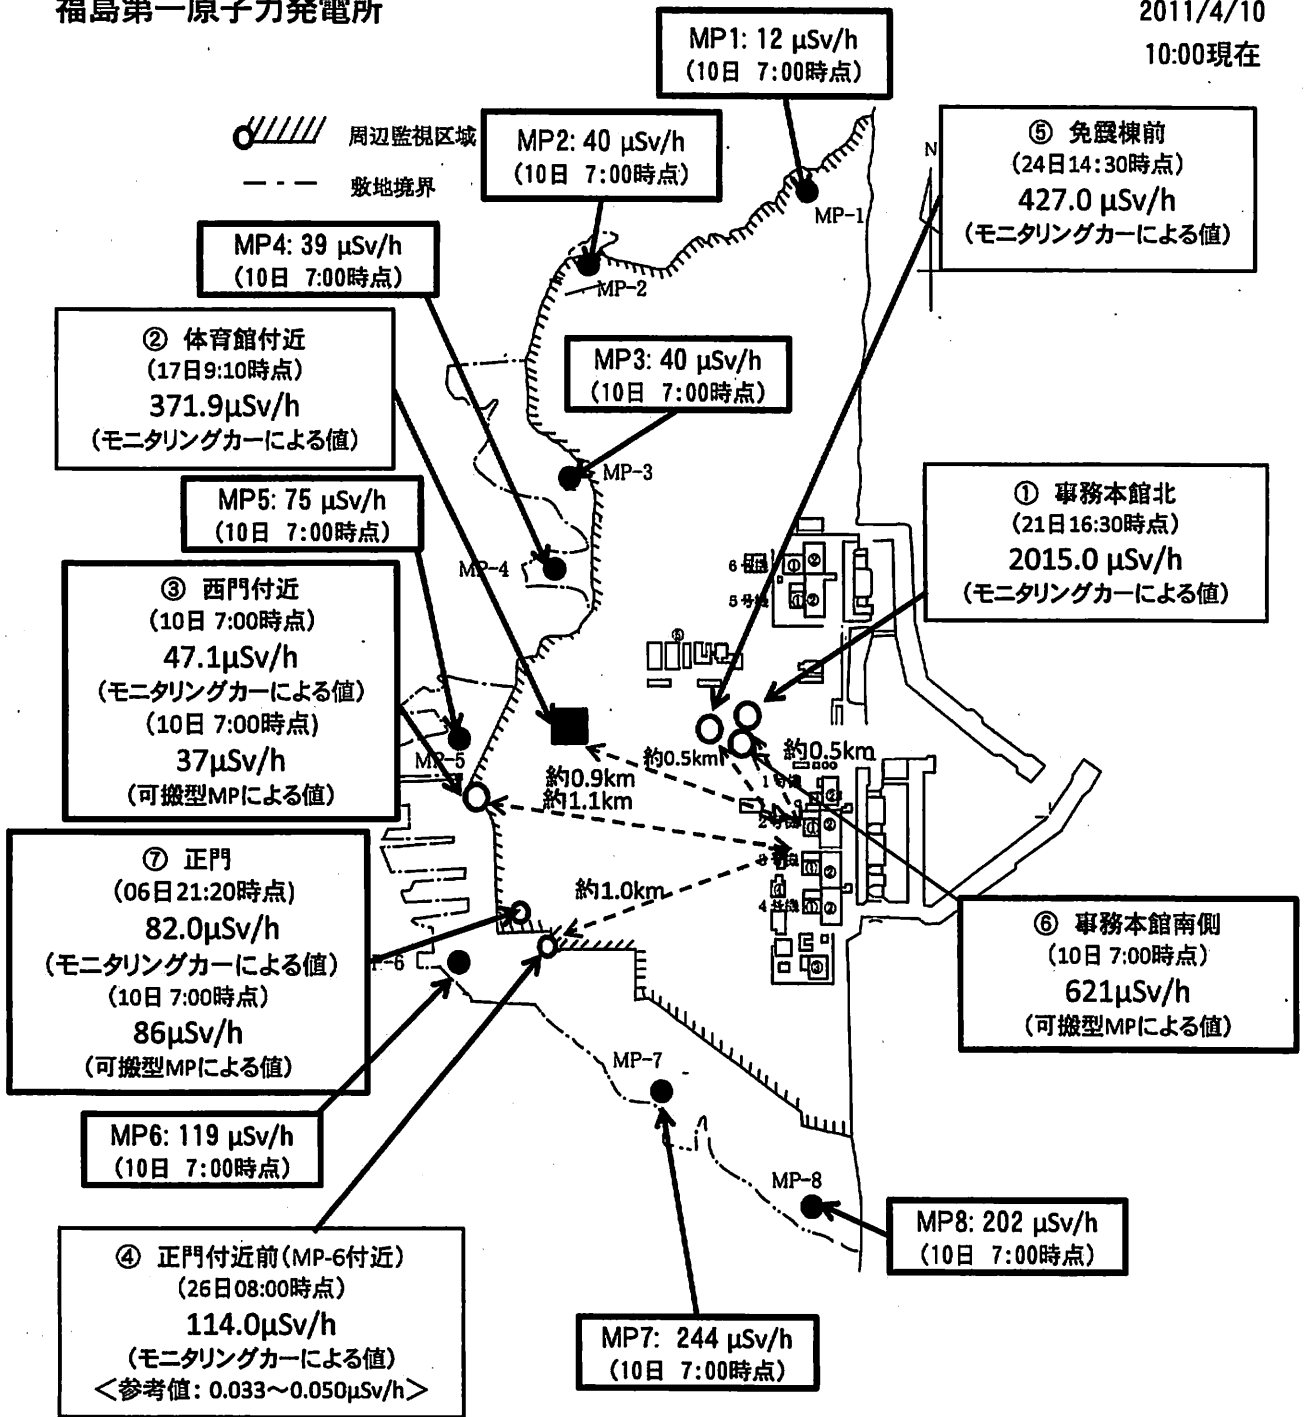 福島第一原子力発電所
2011/4/10
10:00現在
周辺監視区域
敷地境界
N
MP1: 12 μSv/h
(10日 7:00時点)
MP-1
MP2: 40 μSv/h
(10日 7:00時点)
MP-2
⑤ 免震棟前
(24日14:30時点)
427.0 μSv/h
(モニタリングカーによる値)
MP4: 39 μSv/h
(10日 7:00時点)
② 体育館付近
(17日9:10時点)
371.9μSv/h
(モニタリングカーによる値)
MP3: 40 μSv/h
(10日 7:00時点)
MP-3
MP5: 75 μSv/h
(10日 7:00時点)
MP-4
① 事務本館北
(21日16:30時点)
2015.0 μSv/h
(モニタリングカーによる値)
③ 西門付近
(10日 7:00時点)
47.1μSv/h
(モニタリングカーによる値)
(10日 7:00時点)
37μSv/h
(可搬型MPによる値)
MP-5
6号機
① ②
5号機
① ②
⑤
約0.5km
約0.5km
約0.9km
約1.1km
約1.0km
1号機
②
2号機
① ②
3号機
① ②
4号機
① ②
③
⑦ 正門
(06日21:20時点)
82.0μSv/h
(モニタリングカーによる値)
(10日 7:00時点)
86μSv/h
(可搬型MPによる値)
-6
⑥ 事務本館南側
(10日 7:00時点)
621μSv/h
(可搬型MPによる値)
MP-7
MP6: 119 μSv/h
(10日 7:00時点)
MP-8
MP8: 202 μSv/h
(10日 7:00時点)
④ 正門付近前(MP-6付近)
(26日08:00時点)
114.0μSv/h
(モニタリングカーによる値)
<参考値: 0.033～0.050μSv/h>
MP7: 244 μSv/h
(10日 7:00時点)